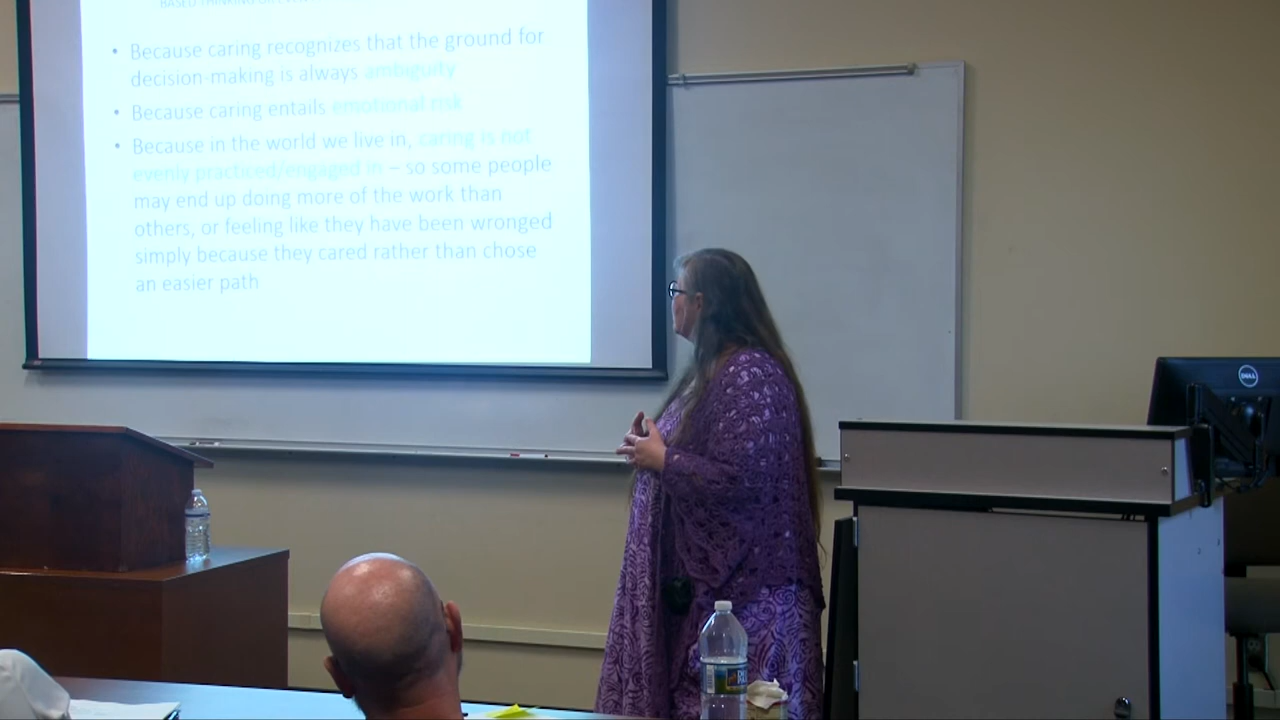 • Because caring recognizes that the ground for
decision-making is always ambiguity
• Because caring entails emotional risk
• Because in the world we live in, caring is not
evenly practiced/engaged in – so some people
may end up doing more of the work than
others, or feeling like they have been wronged
simply because they cared rather than chose
an easier path
DELL